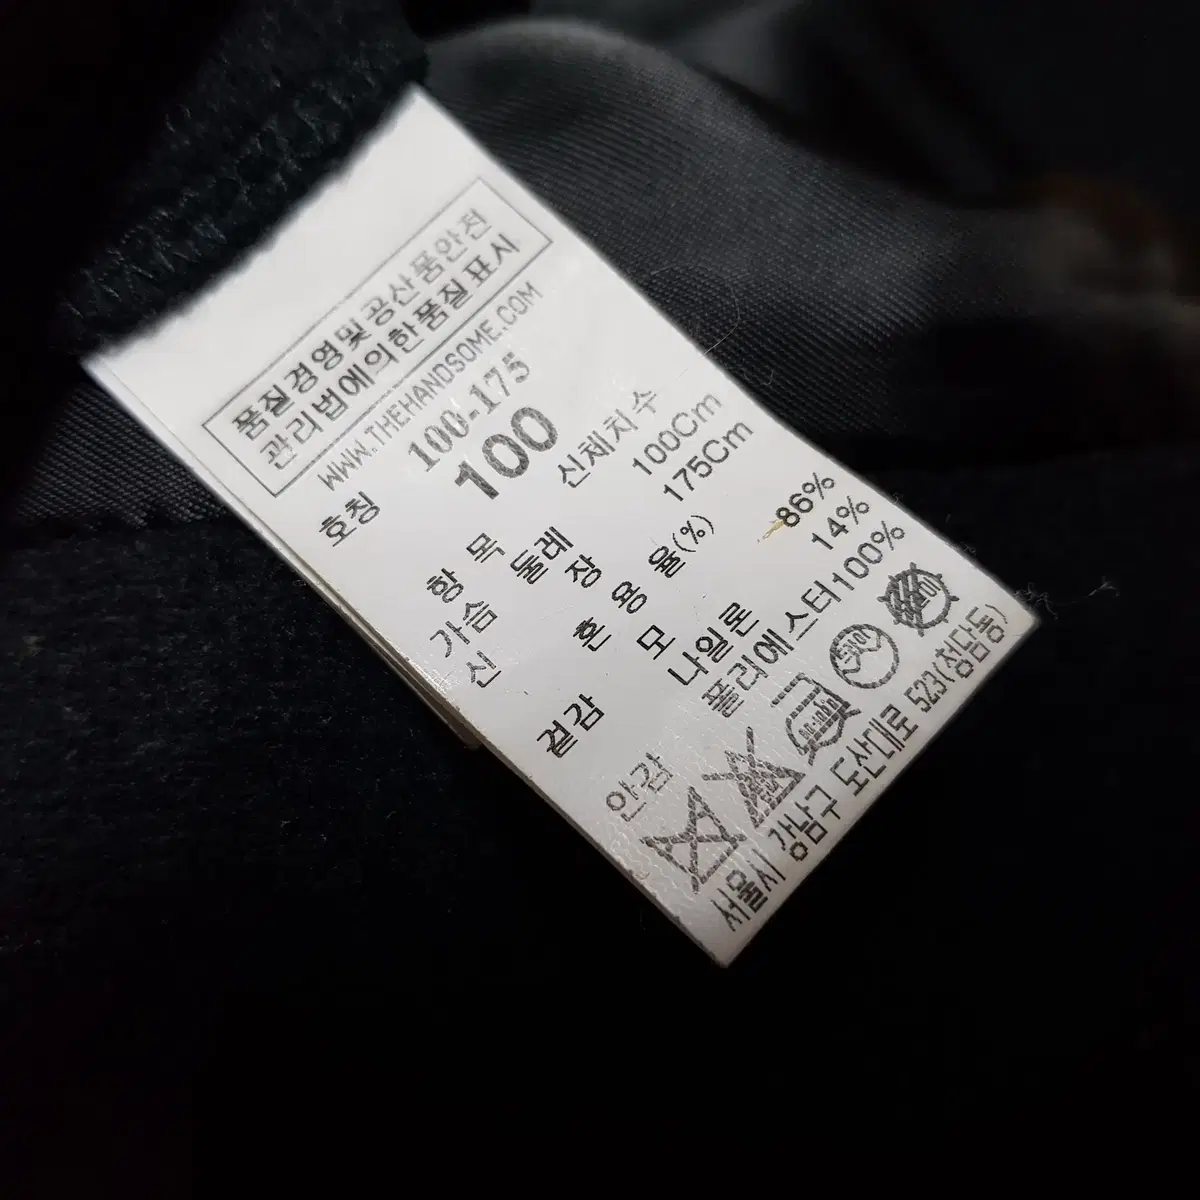 품질경영및공산품안전
관리법에의한품질표시
WWW.THEHANDSOME.COM
호칭 100-175
100
항 목 신체치수
가슴 둘레 100Cm
신 장 175Cm
혼 용 율(%)
겉감 모 86%
나일론 14%
안감 폴리에스터100%
서울시 강남구 도산대로 523(청담동)